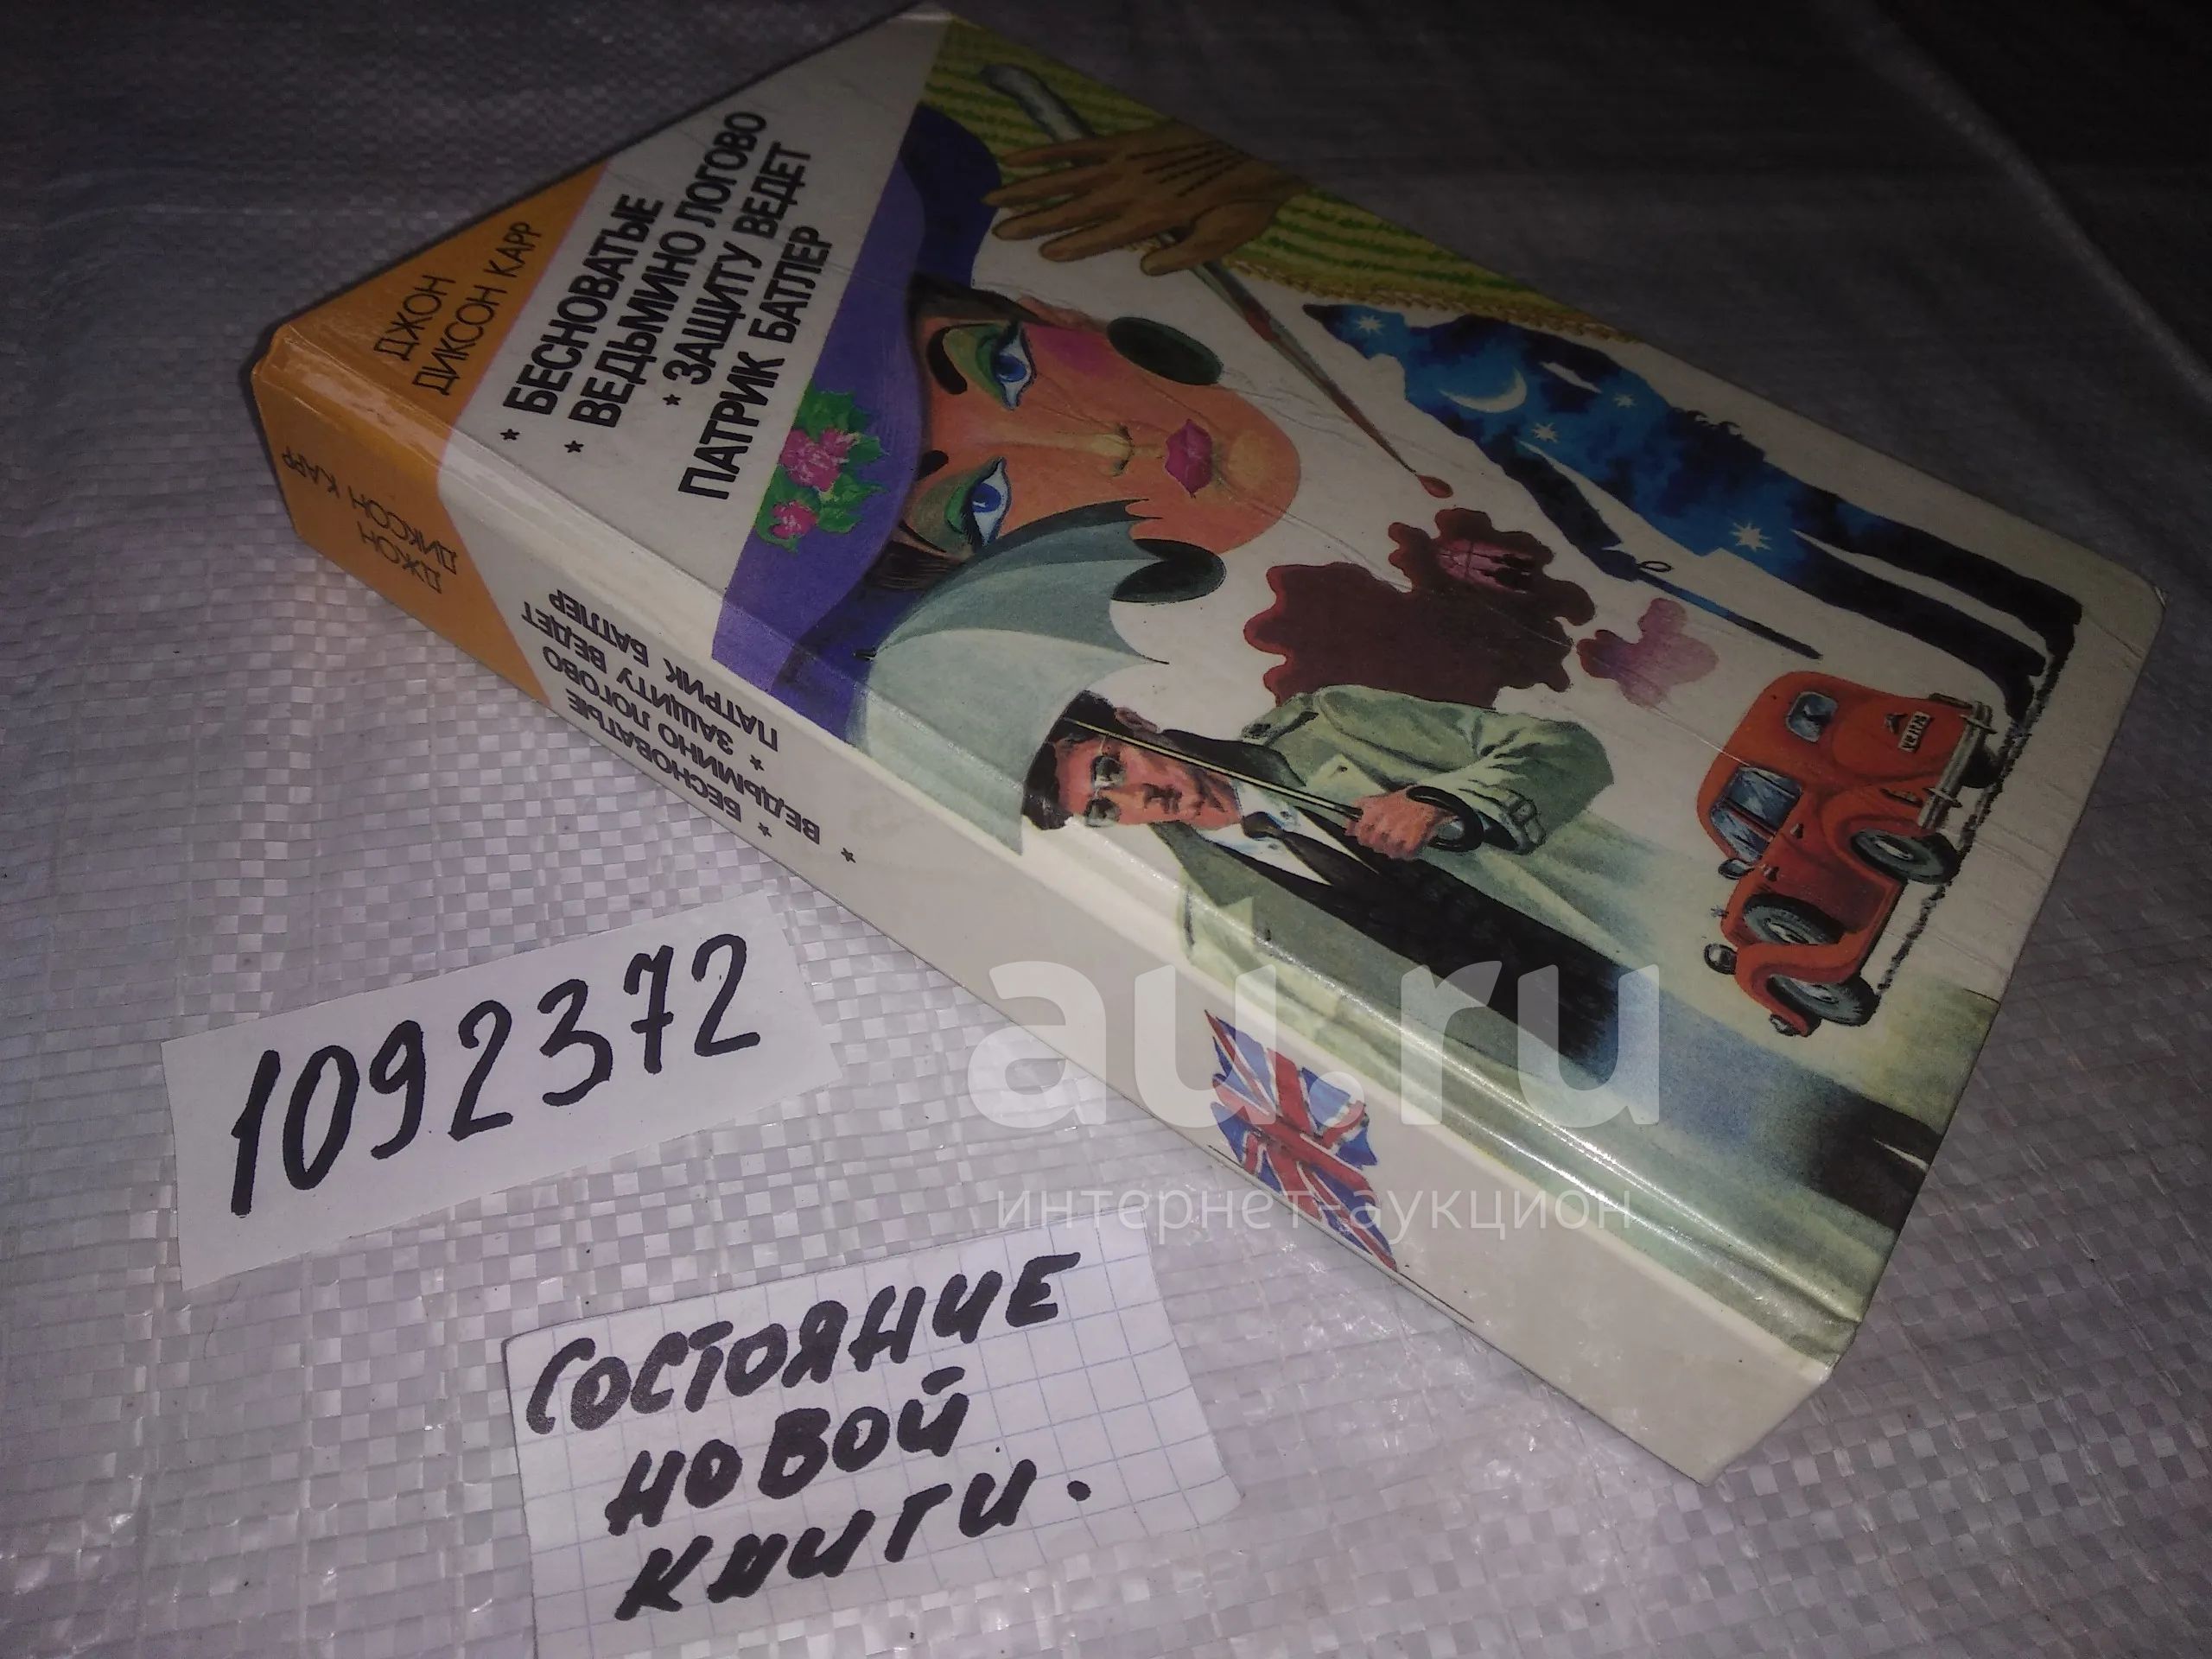 ДЖОН
ДИКСОН КАРР
* БЕСНОВАТЫЕ
* ВЕДЬМИНО ЛОГОВО
* ЗАЩИТУ ВЕДЕТ
ПАТРИК БАТЛЕР
ДЖОН
ДИКСОН КАРР
* БЕСНОВАТЫЕ
* ВЕДЬМИНО ЛОГОВО
* ЗАЩИТУ ВЕДЕТ
ПАТРИК БАТЛЕР
au.ru
интернет-аукцион
1092372
Состояние
новой
книги.